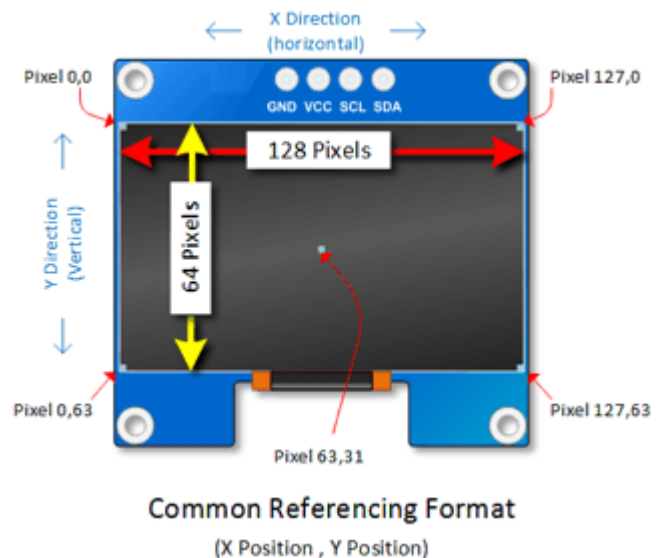 X Direction
(horizontal)
Pixel 0,0
Pixel 127,0
GND VCC SCL SDA
128 Pixels
64 Pixels
Y Direction
(Vertical)
Pixel 0,63
Pixel 127,63
Pixel 63,31
Common Referencing Format
(X Position , Y Position)